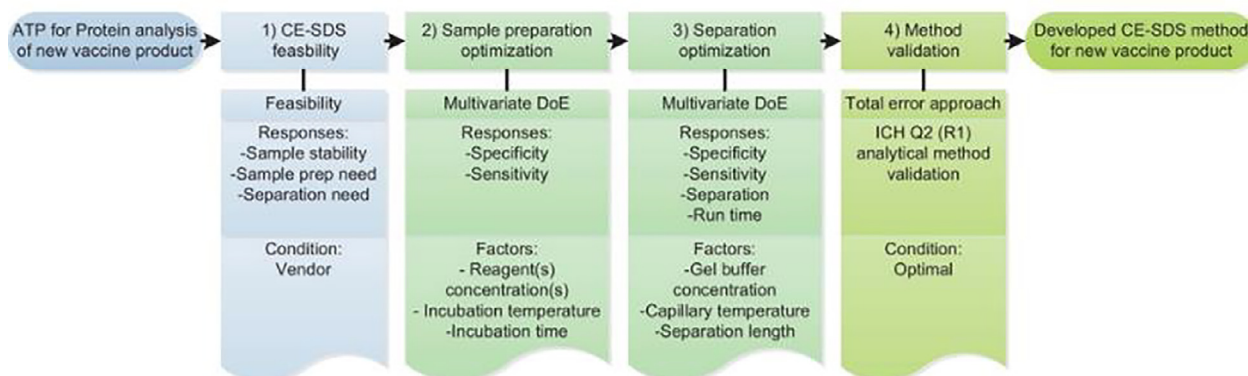 ATP for Protein analysis
of new vaccine product
1) CE-SDS
feasbility
2) Sample preparation
optimization
3) Separation
optimization
4) Method
validation
Developed CE-SDS method
for new vaccine product
Feasibility
Responses:
-Sample stability
-Sample prep need
-Separation need
Condition:
Vendor
Multivariate DoE
Responses:
-Specificity
-Sensitivity
Factors:
- Reagent(s)
concentration(s)
- Incubation temperature
-Incubation time
Multivariate DoE
Responses:
-Specificity
-Sensitivity
-Separation
-Run time
Factors:
-Gel buffer
concentration
-Capillary temperature
-Separation length
Total error approach
ICH Q2 (R1)
analytical method
validation
Condition:
Optimal